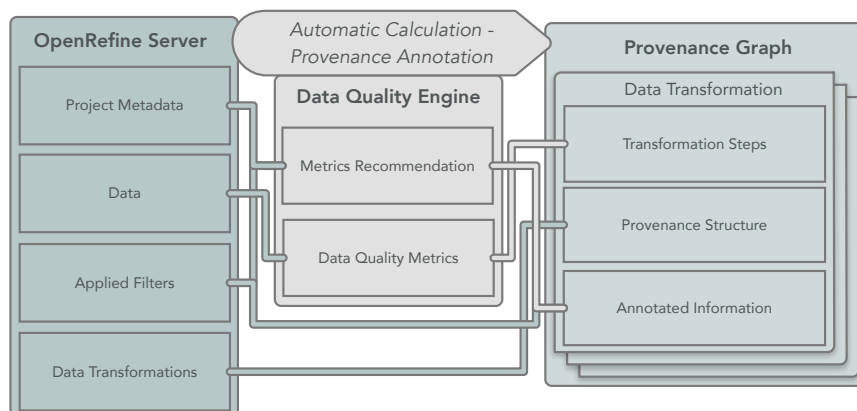 OpenRefine Server
Project Metadata
Data
Applied Filters
Data Transformations
Automatic Calculation -
Provenance Annotation
Data Quality Engine
Metrics Recommendation
Data Quality Metrics
Provenance Graph
Data Transformation
Transformation Steps
Provenance Structure
Annotated Information